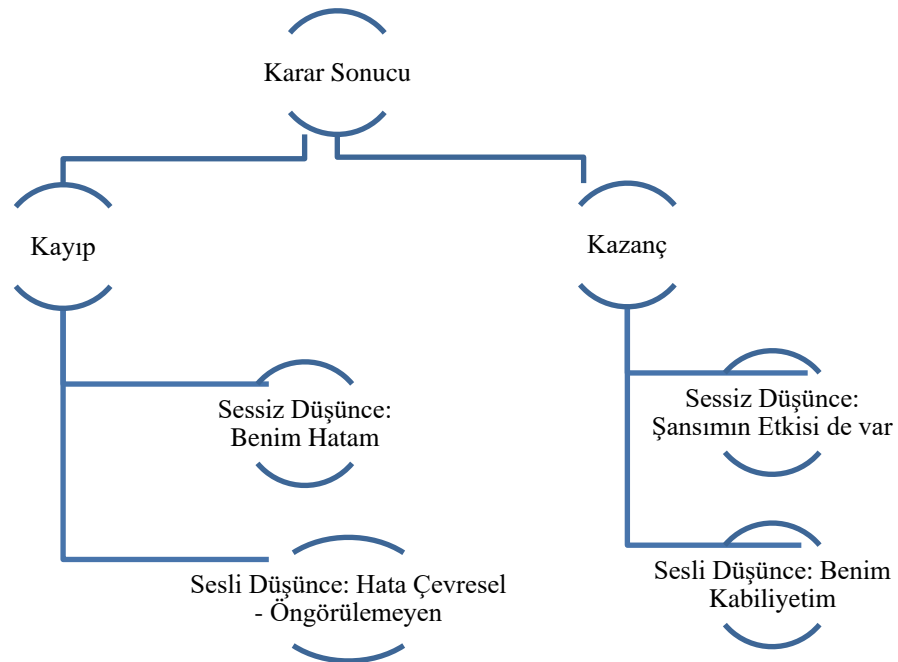 Karar Sonucu
Kayıp
Kazanç
Sessiz Düşünce:
Benim Hatam
Sesli Düşünce: Hata Çevresel
- Öngörülemeyen
Sessiz Düşünce:
Şansımın Etkisi de var
Sesli Düşünce: Benim
Kabiliyetim